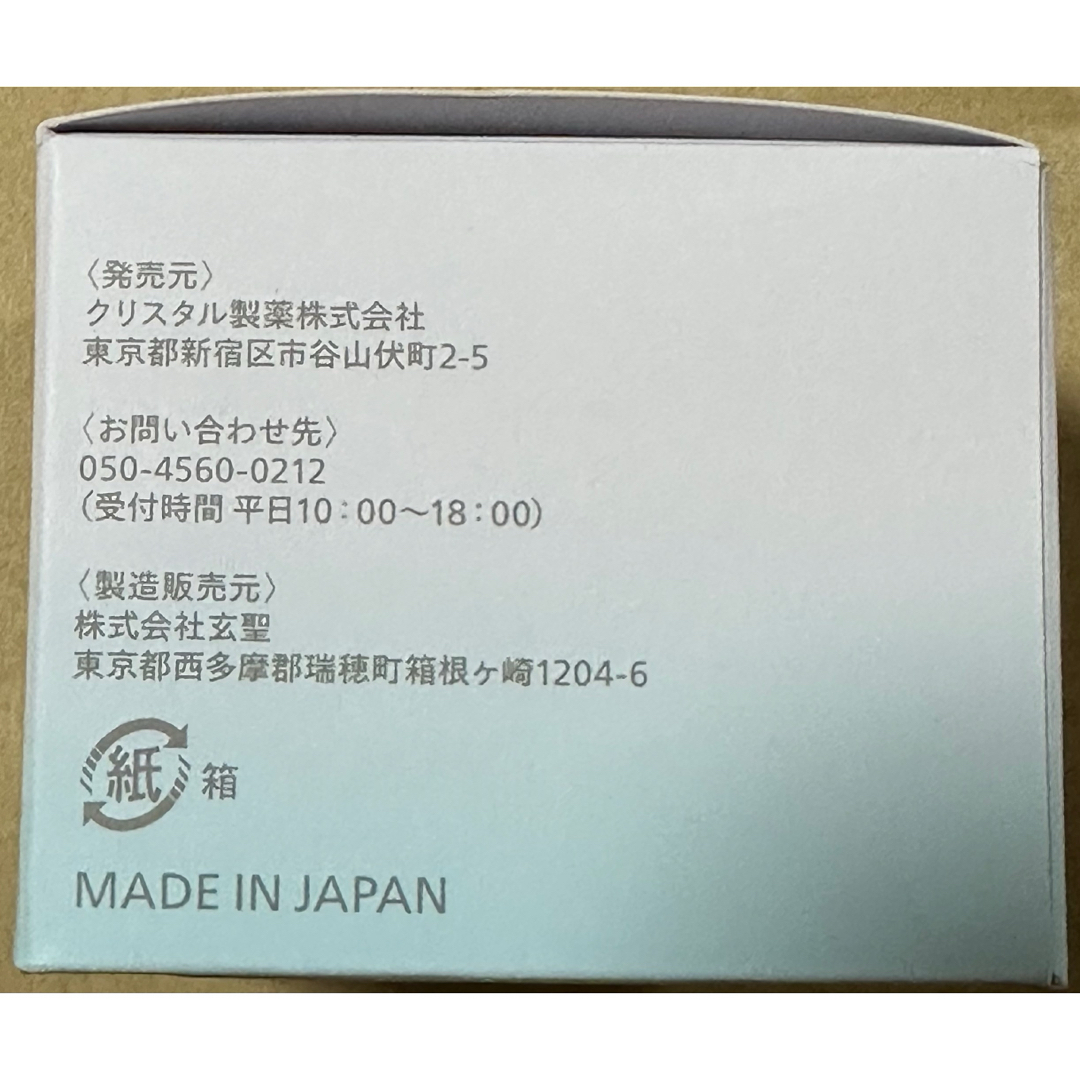 〈発売元〉
クリスタル製薬株式会社
東京都新宿区市谷山伏町2-5
〈お問い合わせ先〉
050-4560-0212
（受付時間 平日10：00〜18：00）
〈製造販売元〉
株式会社玄聖
東京都西多摩郡瑞穂町箱根ヶ崎1204-6
紙 箱
MADE IN JAPAN